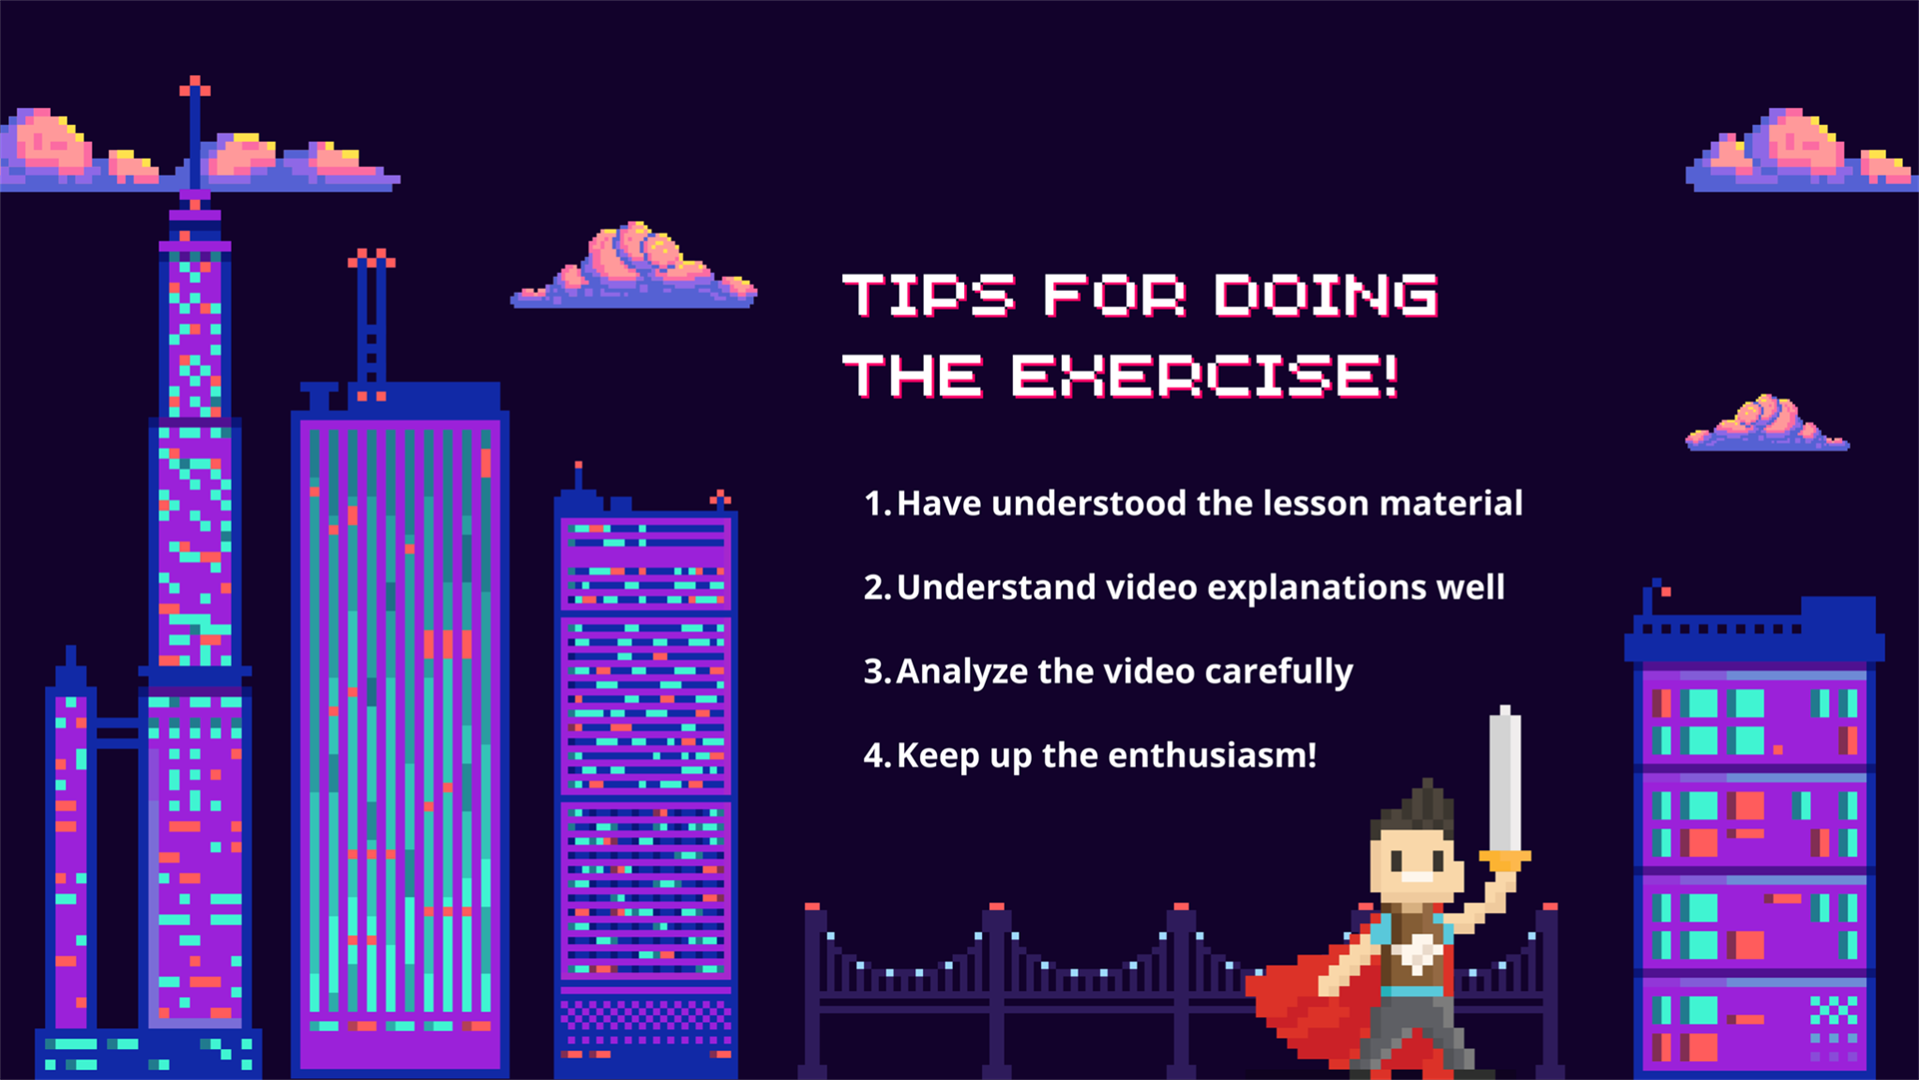 TIPS FOR DOING
THE EXERCISE!
1. Have understood the lesson material
2. Understand video explanations well
3. Analyze the video carefully
4. Keep up the enthusiasm!